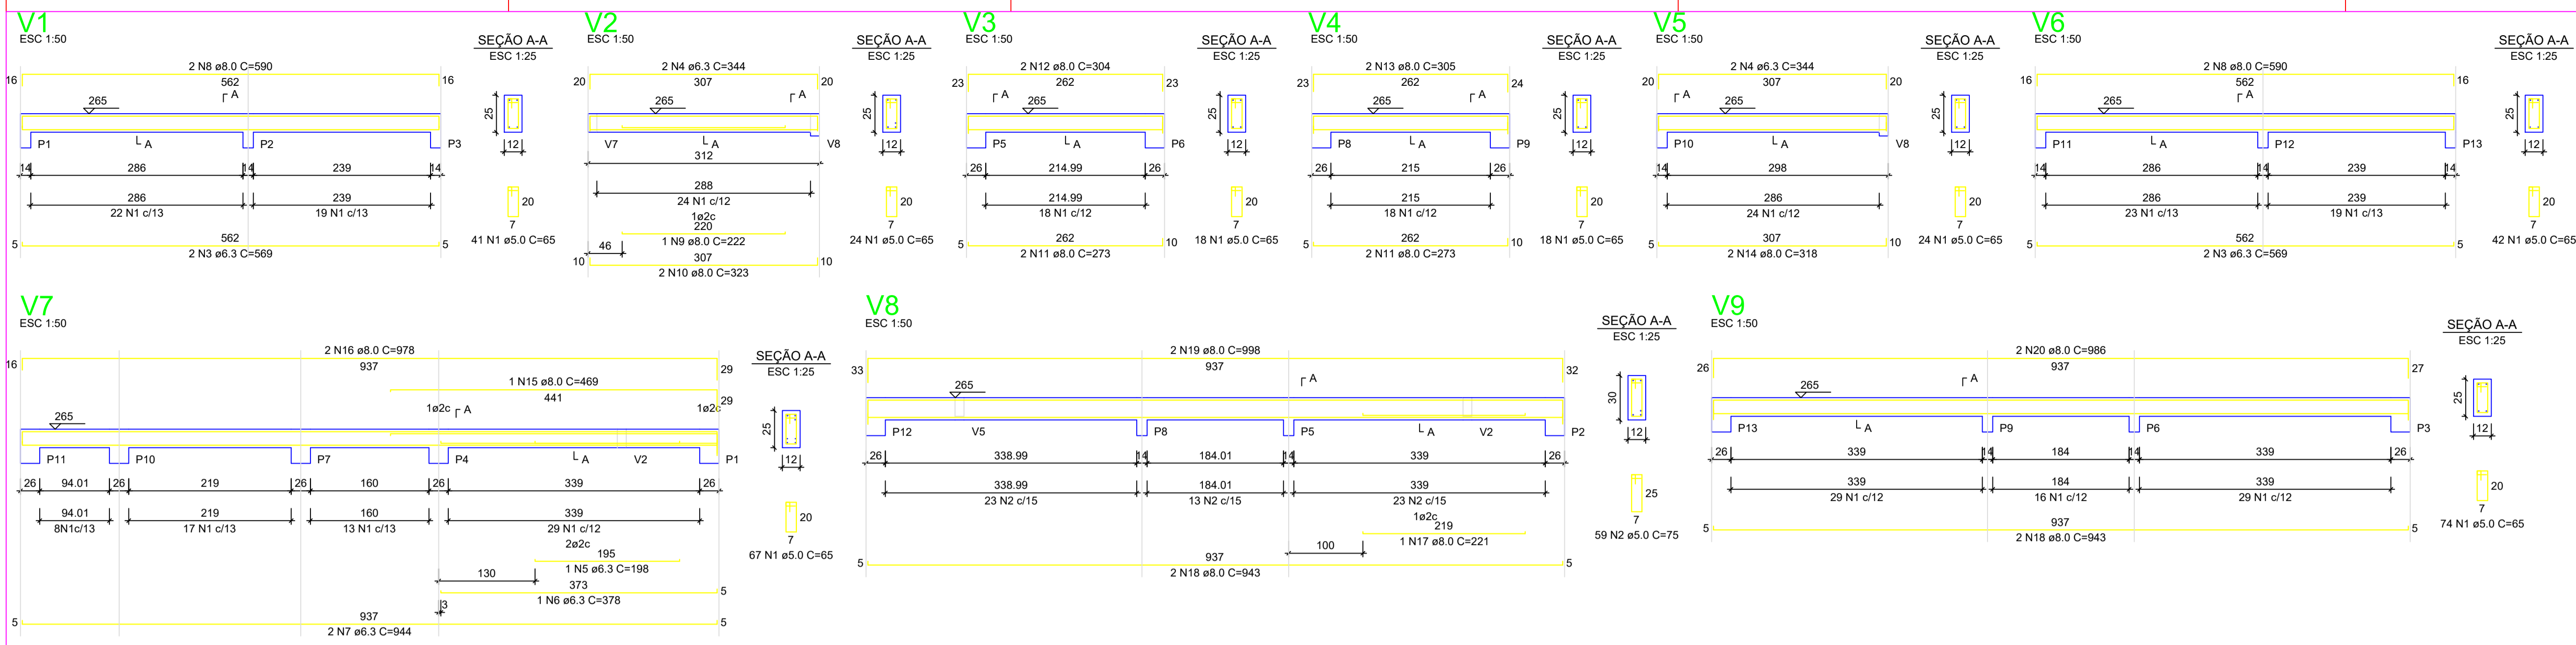 V1
ESC 1:50
SEÇÃO A-A
ESC 1:25
2 N8 ø8.0 C=590
16
562
16
A
265
25
P1
A
P2
P3
12
14
286
14
239
14
286
22 N1 c/13
239
19 N1 c/13
20
7
41 N1 ø5.0 C=65
5
562
5
2 N3 ø6.3 C=569
V2
ESC 1:50
SEÇÃO A-A
ESC 1:25
2 N4 ø6.3 C=344
20
307
20
A
265
25
V7
A
V8
12
312
288
24 N1 c/12
1ø2c
220
1 N9 ø8.0 C=222
46
20
7
24 N1 ø5.0 C=65
10
307
10
2 N10 ø8.0 C=323
V3
ESC 1:50
SEÇÃO A-A
ESC 1:25
2 N12 ø8.0 C=304
23
262
23
A
265
25
P5
A
P6
12
26
214.99
26
214.99
18 N1 c/12
20
7
18 N1 ø5.0 C=65
5
262
10
2 N11 ø8.0 C=273
V4
ESC 1:50
SEÇÃO A-A
ESC 1:25
2 N13 ø8.0 C=305
23
262
24
A
265
25
P8
A
P9
12
26
215
26
215
18 N1 c/12
20
7
18 N1 ø5.0 C=65
5
262
10
2 N11 ø8.0 C=273
V5
ESC 1:50
SEÇÃO A-A
ESC 1:25
2 N4 ø6.3 C=344
20
307
20
A
265
25
P10
A
V8
12
14
298
286
24 N1 c/12
20
7
24 N1 ø5.0 C=65
5
307
10
2 N14 ø8.0 C=318
V6
ESC 1:50
SEÇÃO A-A
ESC 1:25
2 N8 ø8.0 C=590
16
562
16
A
265
25
P11
A
P12
P13
12
14
286
14
239
14
286
23 N1 c/13
239
19 N1 c/13
20
7
42 N1 ø5.0 C=65
5
562
5
2 N3 ø6.3 C=569
V7
ESC 1:50
SEÇÃO A-A
ESC 1:25
2 N16 ø8.0 C=978
16
937
29
1 N15 ø8.0 C=469
441
29
1ø2c
A
1ø2c
265
25
P11
P10
P7
P4
A
V2
P1
12
26
94.01
26
219
26
160
26
339
26
94.01
8N1c/13
219
17 N1 c/13
160
13 N1 c/13
339
29 N1 c/12
20
7
67 N1 ø5.0 C=65
2ø2c
195
1 N5 ø6.3 C=198
130
373
5
1 N6 ø6.3 C=378
3
5
937
5
2 N7 ø6.3 C=944
V8
ESC 1:50
SEÇÃO A-A
ESC 1:25
2 N19 ø8.0 C=998
33
937
32
A
265
30
P12
V5
P8
P5
A
V2
P2
12
26
338.99
14
184.01
14
339
26
338.99
23 N2 c/15
184.01
13 N2 c/15
339
23 N2 c/15
25
7
59 N2 ø5.0 C=75
1ø2c
219
1 N17 ø8.0 C=221
100
5
937
5
2 N18 ø8.0 C=943
V9
ESC 1:50
SEÇÃO A-A
ESC 1:25
2 N20 ø8.0 C=986
26
937
27
A
265
25
P13
A
P9
P6
P3
12
26
339
14
184
14
339
26
339
29 N1 c/12
184
16 N1 c/12
339
29 N1 c/12
20
7
74 N1 ø5.0 C=65
5
937
5
2 N18 ø8.0 C=943